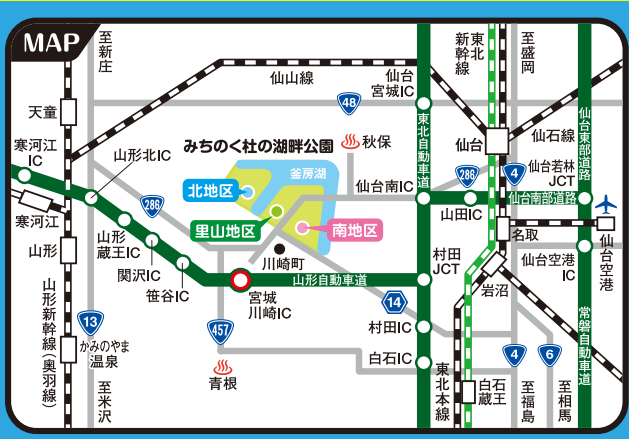 MAP
至新庄
仙山線
仙台
宮城IC
東北
新幹線
至盛岡
天童
48
みちのく杜の湖畔公園
秋保
東北自動車道
仙台
仙石線
仙台東部道路
寒河江
IC
山形北IC
釜房湖
286
4
仙台若林
JCT
北地区
仙台南IC
286
里山地区
南地区
山田IC
仙台南部道路
寒河江
山形
山形
蔵王IC
川崎町
村田
JCT
名取
仙台空港
仙台空港
IC
関沢IC
笹谷IC
宮城
川崎IC
山形自動車道
岩沼
山形新幹線(奥羽線)
13
457
14
村田IC
常磐自動車道
かみのやま
温泉
青根
白石IC
4
6
至米沢
東北本線
白石
蔵王
至福島
至相馬